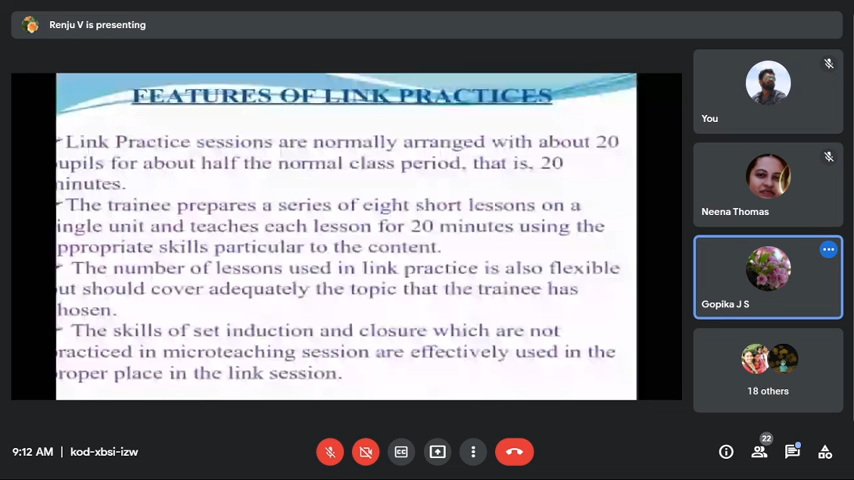 Renju V is presenting
FEATURES OF LINK PRACTICES
Link Practice sessions are normally arranged with about 20
upils for about half the normal class period, that is, 20
inutes.
The trainee prepares a series of eight short lessons on a
ingle unit and teaches each lesson for 20 minutes using the
ppropriate skills particular to the content.
The number of lessons used in link practice is also flexible
ut should cover adequately the topic that the trainee has
hosen.
The skills of set induction and closure which are not
racticed in microteaching session are effectively used in the
roper place in the link session.
You
Neena Thomas
Gopika J S
18 others
9:12 AM | kod-xbsi-izw
CC
22